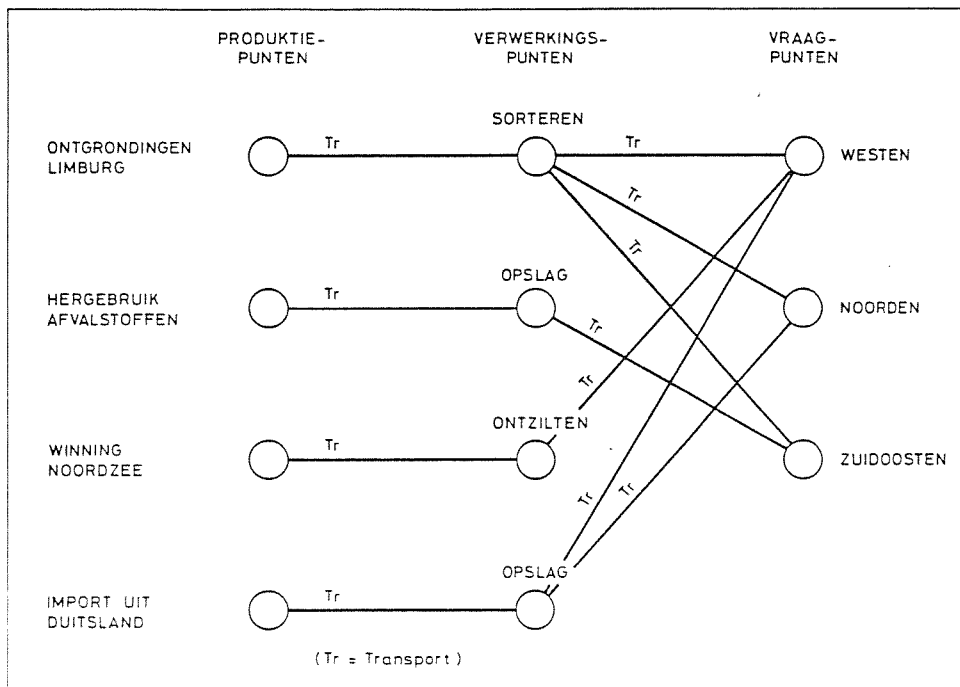 PRODUKTIE-
PUNTEN
VERWERKINGS-
PUNTEN
VRAAG-
PUNTEN
ONTGRONDINGEN
LIMBURG
Tr
SORTEREN
Tr
WESTEN
Tr
Tr
HERGEBRUIK
AFVALSTOFFEN
Tr
OPSLAG
Tr
NOORDEN
WINNING
NOORDZEE
Tr
ONTZILTEN
Tr
ZUIDOOSTEN
IMPORT UIT
DUITSLAND
Tr
OPSLAG
Tr
Tr
(Tr = Transport)